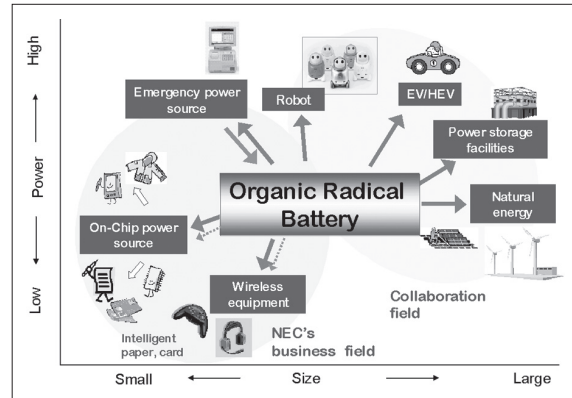 High
Power
Low
Emergency power
source
Robot
EV/HEV
Power storage
facilities
Organic Radical
Battery
Natural
energy
On-Chip power
source
Wireless
equipment
Collaboration
field
Intelligent
paper, card
NEC's
business field
Small
Size
Large